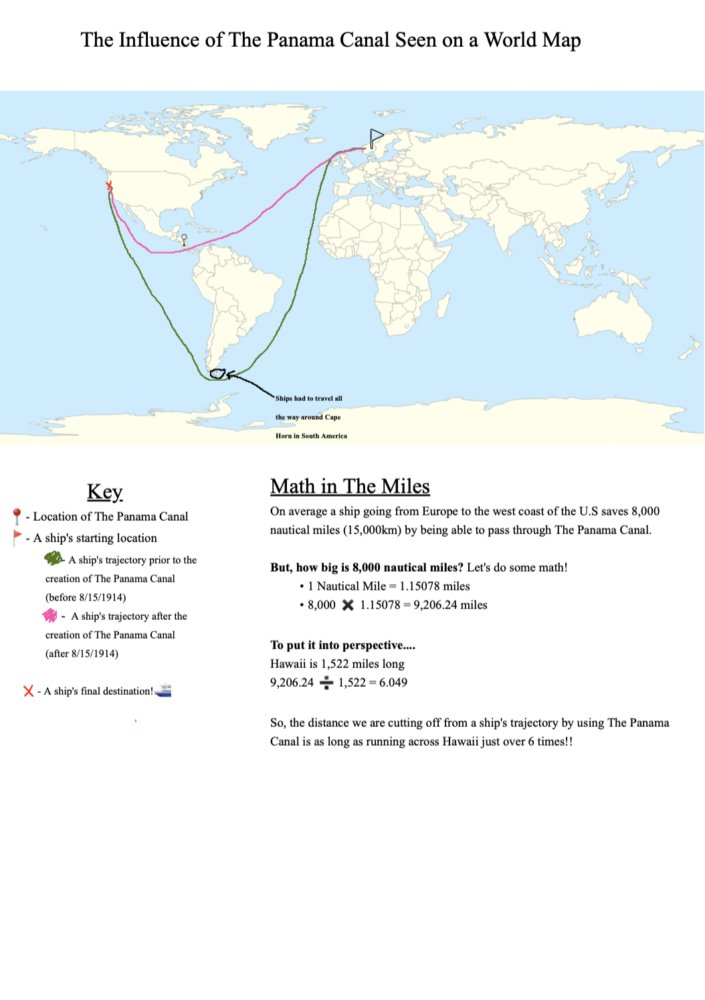 The Influence of The Panama Canal Seen on a World Map
Ships had to travel all
the way around Cape
Horn in South America
Key
- Location of The Panama Canal
- A ship's starting location
- A ship's trajectory prior to the
creation of The Panama Canal
(before 8/15/1914)
- A ship's trajectory after the
creation of The Panama Canal
(after 8/15/1914)
- A ship's final destination!
Math in The Miles
On average a ship going from Europe to the west coast of the U.S saves 8,000
nautical miles (15,000km) by being able to pass through The Panama Canal.
But, how big is 8,000 nautical miles? Let's do some math!
• 1 Nautical Mile = 1.15078 miles
• 8,000 ✖ 1.15078 = 9,206.24 miles
To put it into perspective....
Hawaii is 1,522 miles long
9,206.24 ➗ 1,522 = 6.049
So, the distance we are cutting off from a ship's trajectory by using The Panama
Canal is as long as running across Hawaii just over 6 times!!